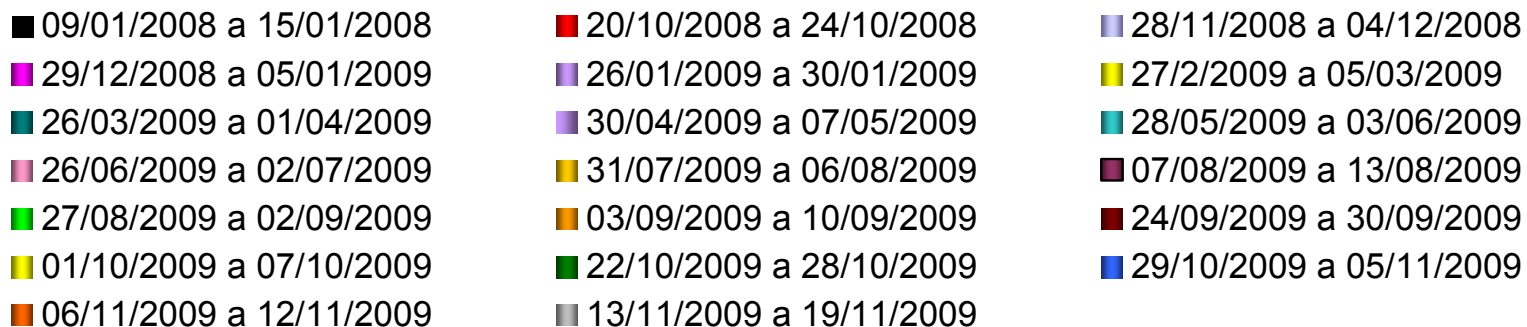 09/01/2008 a 15/01/2008 20/10/2008 a 24/10/2008 28/11/2008 a 04/12/2008
29/12/2008 a 05/01/2009 26/01/2009 a 30/01/2009 27/2/2009 a 05/03/2009
26/03/2009 a 01/04/2009 30/04/2009 a 07/05/2009 28/05/2009 a 03/06/2009
26/06/2009 a 02/07/2009 31/07/2009 a 06/08/2009 07/08/2009 a 13/08/2009
27/08/2009 a 02/09/2009 03/09/2009 a 10/09/2009 24/09/2009 a 30/09/2009
01/10/2009 a 07/10/2009 22/10/2009 a 28/10/2009 29/10/2009 a 05/11/2009
06/11/2009 a 12/11/2009 13/11/2009 a 19/11/2009